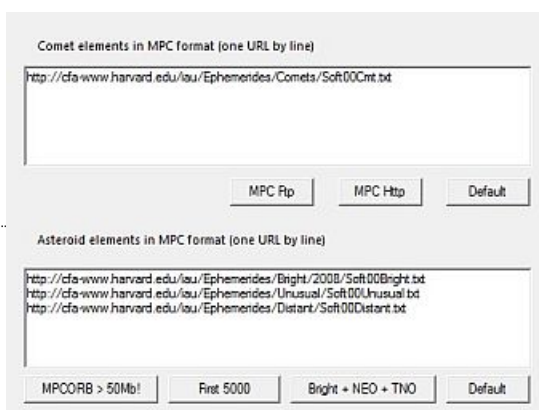 Comet elements in MPC format (one URL by line)
http://cfa-www.harvard.edu/iau/Ephemerides/Comets/Soft00Cmt.txt
MPC Ftp MPC Http Default
Asteroid elements in MPC format (one URL by line)
http://cfa-www.harvard.edu/iau/Ephemerides/Bright/2008/Soft00Bright.txt
http://cfa-www.harvard.edu/iau/Ephemerides/Unusual/Soft00Unusual.txt
http://cfa-www.harvard.edu/iau/Ephemerides/Distant/Soft00Distant.txt
MPCORB > 50Mb! First 5000 Bright + NEO + TNO Default